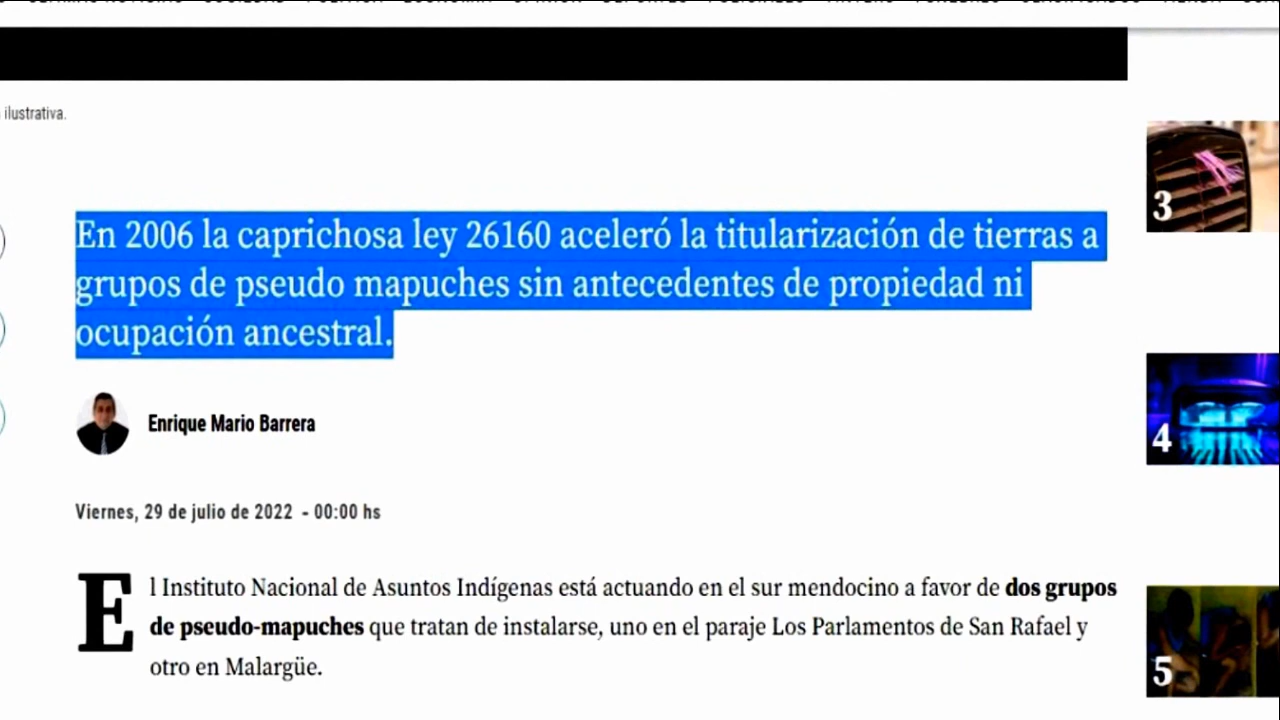 ilustrativa.
En 2006 la caprichosa ley 26160 aceleró la titularización de tierras a
grupos de pseudo mapuches sin antecedentes de propiedad ni
ocupación ancestral.
Enrique Mario Barrera
Viernes, 29 de julio de 2022 - 00:00 hs
El Instituto Nacional de Asuntos Indígenas está actuando en el sur mendocino a favor de dos grupos
de pseudo-mapuches que tratan de instalarse, uno en el paraje Los Parlamentos de San Rafael y
otro en Malargüe.
3
4
5